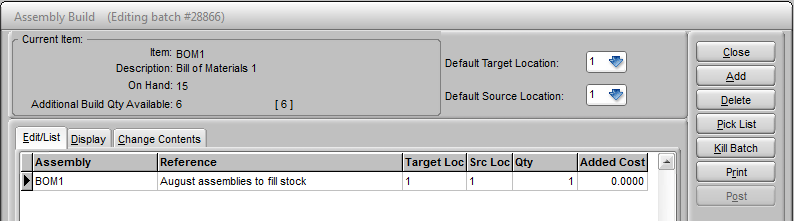 Assembly Build (Editing batch #28866)
Current Item:
Item: BOM1
Description: Bill of Materials 1
On Hand: 15
Additional Build Qty Available: 6 [ 6 ]
Default Target Location: 1
Default Source Location: 1
Close
Add
Delete
Pick List
Kill Batch
Print
Post
Edit/List Display Change Contents
Assembly Reference Target Loc Src Loc Qty Added Cost
BOM1 August assemblies to fill stock 1 1 1 0.0000